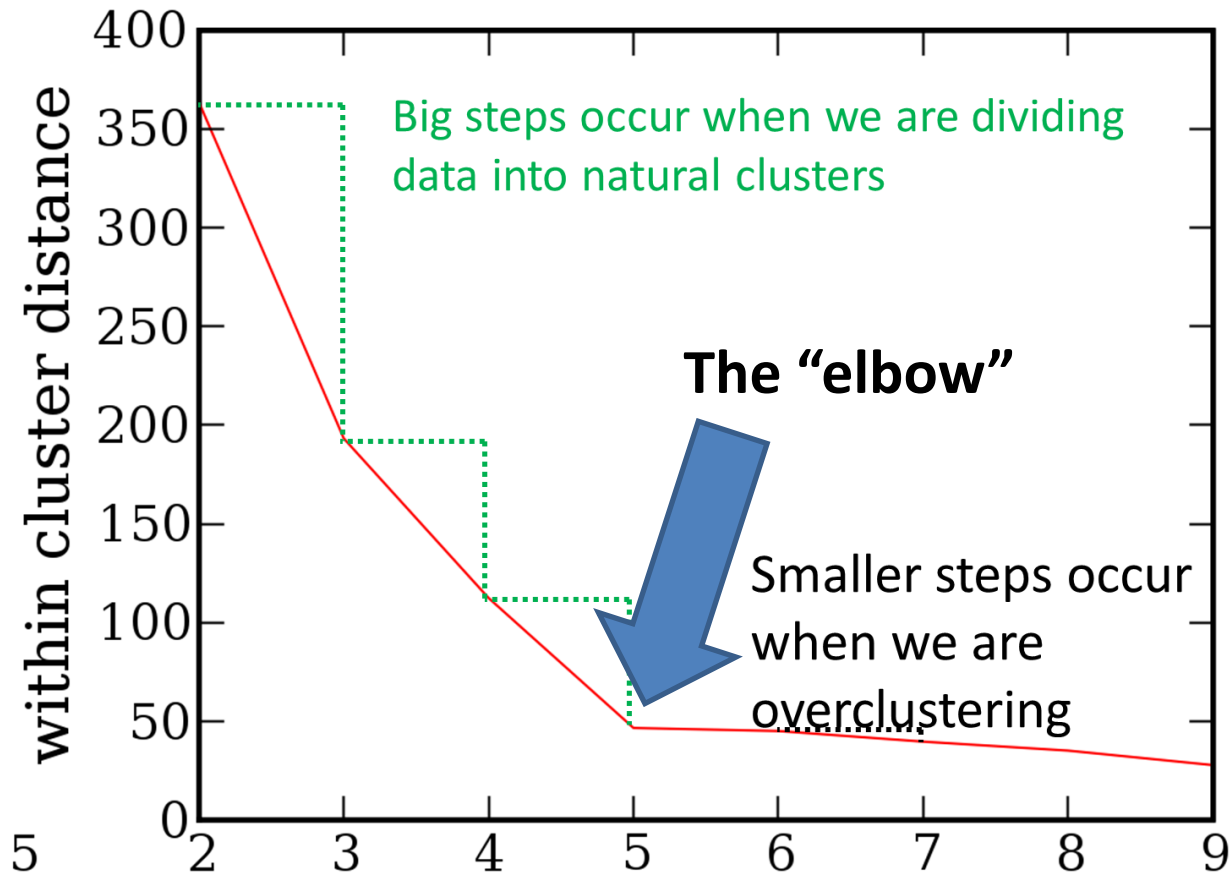 400
350
300
250
200
150
100
50
0
within cluster distance
Big steps occur when we are dividing
data into natural clusters
The “elbow”
Smaller steps occur
when we are
overclustering
5
2 3 4 5 6 7 8 9